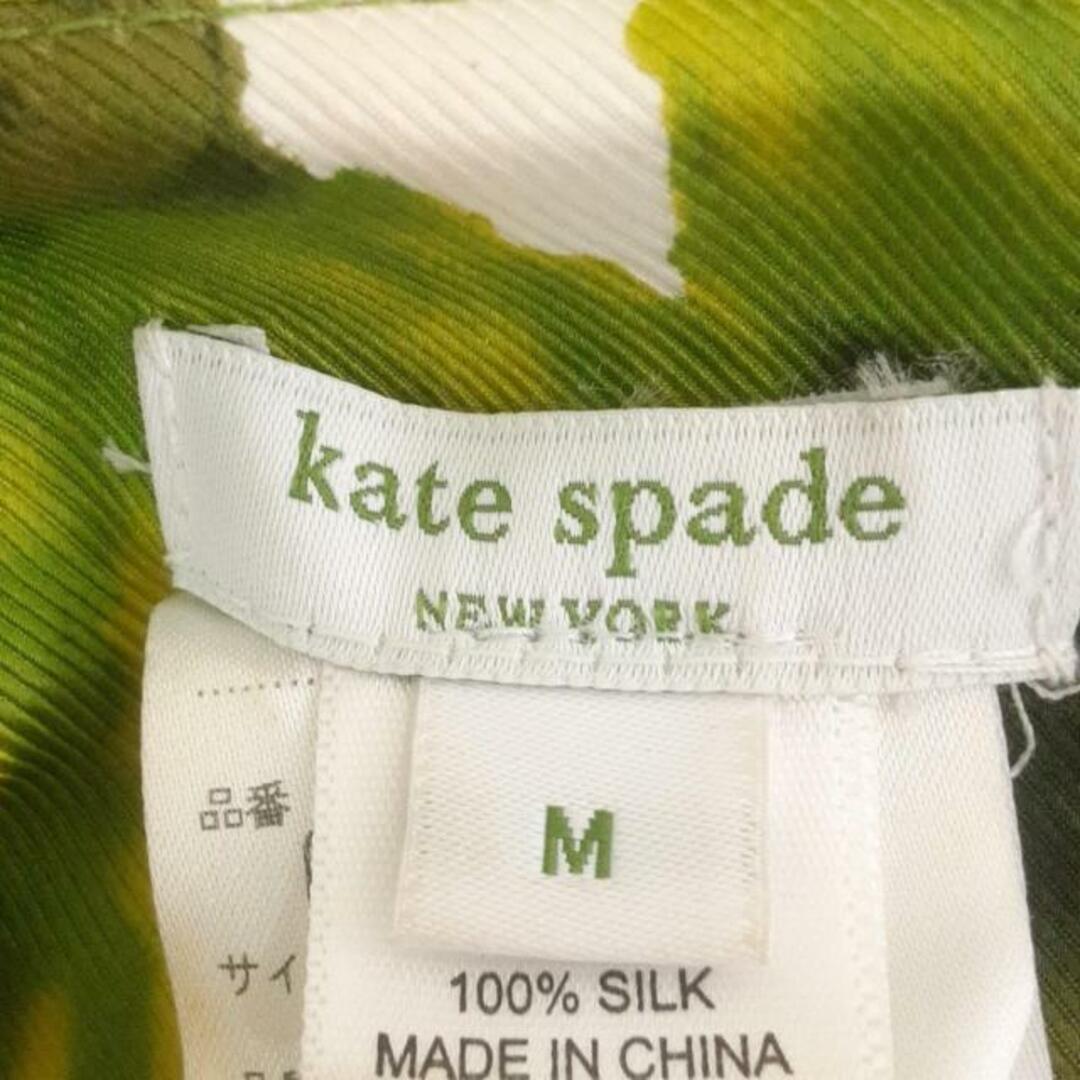 kate spade
NEW YORK
M
品番
サイ
100% SILK
MADE IN CHINA